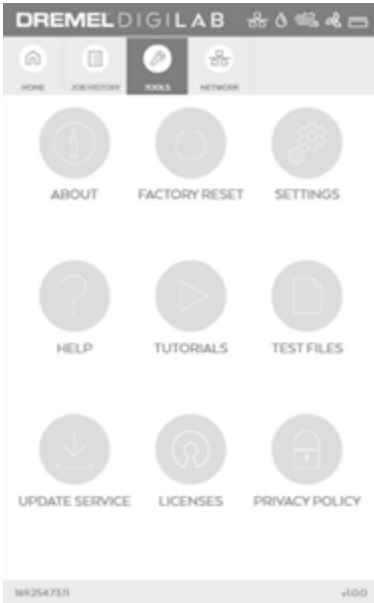 DREMEL DIGILAB
HOME JOB HISTORY TOOLS NETWORK
ABOUT FACTORY RESET SETTINGS
HELP TUTORIALS TEST FILES
UPDATE SERVICE LICENSES PRIVACY POLICY
169.254.73.11 v1.0.0